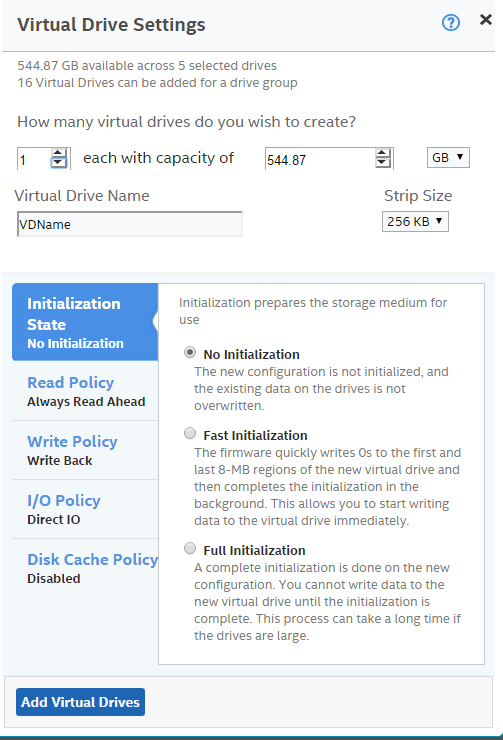 Virtual Drive Settings
544.87 GB available across 5 selected drives
16 Virtual Drives can be added for a drive group
How many virtual drives do you wish to create?
1 each with capacity of 544.87 GB
Virtual Drive Name Strip Size
VDName 256 KB
Initialization
State
No Initialization
Read Policy
Always Read Ahead
Write Policy
Write Back
I/O Policy
Direct IO
Disk Cache Policy
Disabled
Initialization prepares the storage medium for
use
No Initialization
The new configuration is not initialized, and
the existing data on the drives is not
overwritten.
Fast Initialization
The firmware quickly writes 0s to the first and
last 8-MB regions of the new virtual drive and
then completes the initialization in the
background. This allows you to start writing
data to the virtual drive immediately.
Full Initialization
A complete initialization is done on the new
configuration. You cannot write data to the
new virtual drive until the initialization is
complete. This process can take a long time if
the drives are large.
Add Virtual Drives